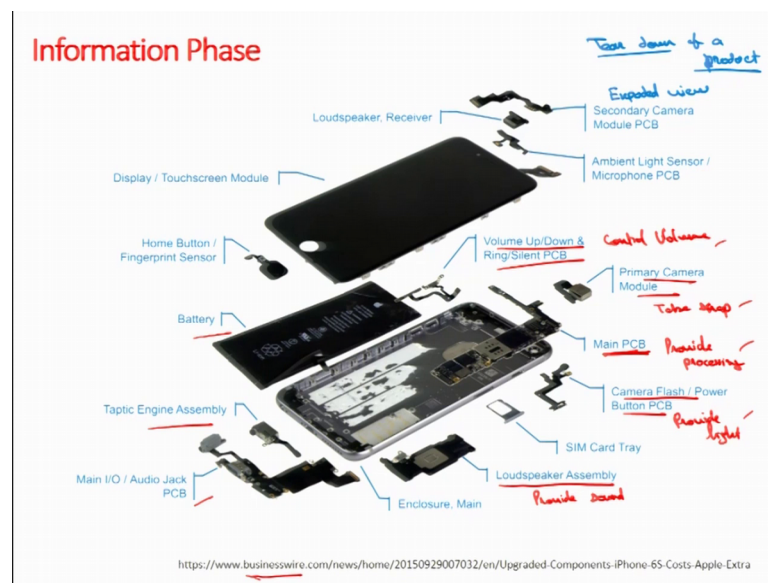 Information Phase
Tear down of a
product
Expoded view
Loudspeaker, Receiver
Secondary Camera
Module PCB
Display / Touchscreen Module
Ambient Light Sensor /
Microphone PCB
Home Button /
Fingerprint Sensor
Volume Up/Down &
Ring/Silent PCB
Control Volume
Primary Camera
Module
Take snap
Battery
Main PCB
Provide
processing
Camera Flash / Power
Button PCB
Provide
light
Taptic Engine Assembly
SIM Card Tray
Main I/O / Audio Jack
PCB
Loudspeaker Assembly
Provide sound
Enclosure, Main
https://www.businesswire.com/news/home/20150929007032/en/Upgraded-Components-iPhone-6S-Costs-Apple-Extra